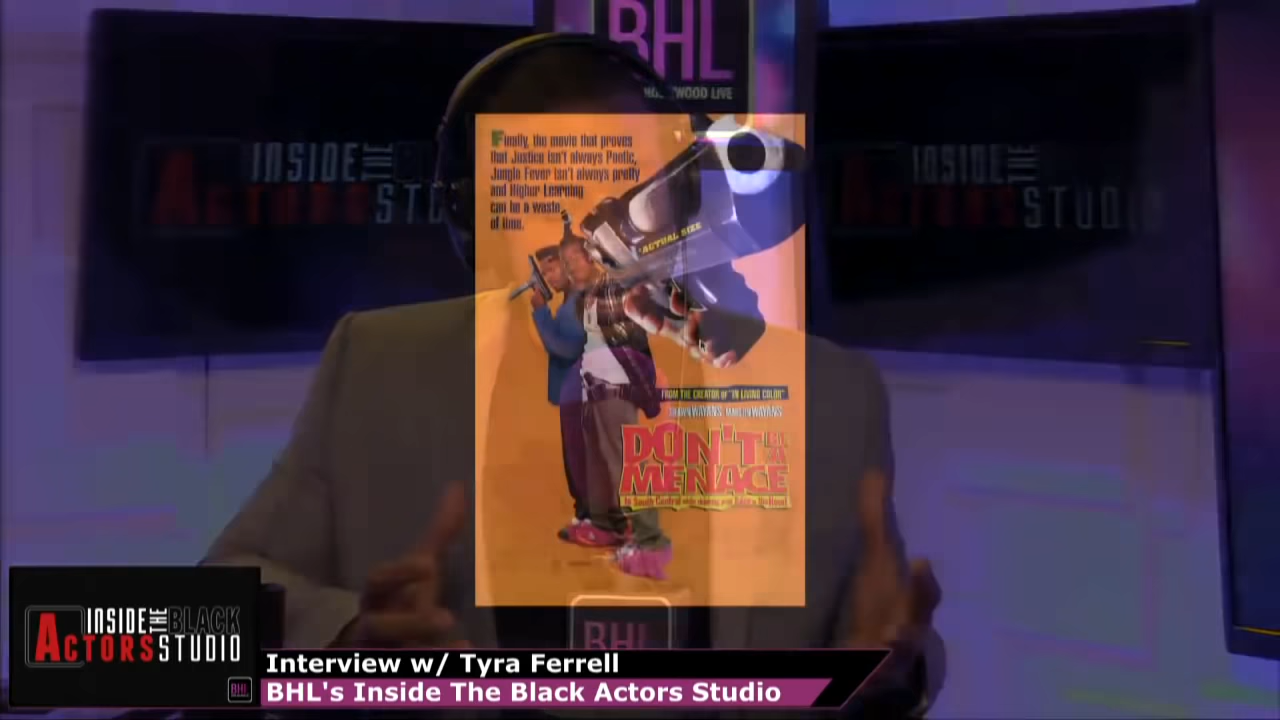 BHL
HOLLYWOOD LIVE
INSIDE THE
ACTORS STUDIO
INSIDE THE
ACTORS STUDIO
Finally, the movie that proves
that Justice isn't always Poetic,
Jungle Fever isn't always pretty
and Higher Learning
can be a waste
of time.
"ACTUAL SIZE
FROM THE CREATOR OF "IN LIVING COLOR"
SHAWN WAYANS MARLON WAYANS
DON'T BE A
MENACE
BHL
INSIDE THE BLACK
ACTORS STUDIO
BHL
Interview w/ Tyra Ferrell
BHL's Inside The Black Actors Studio